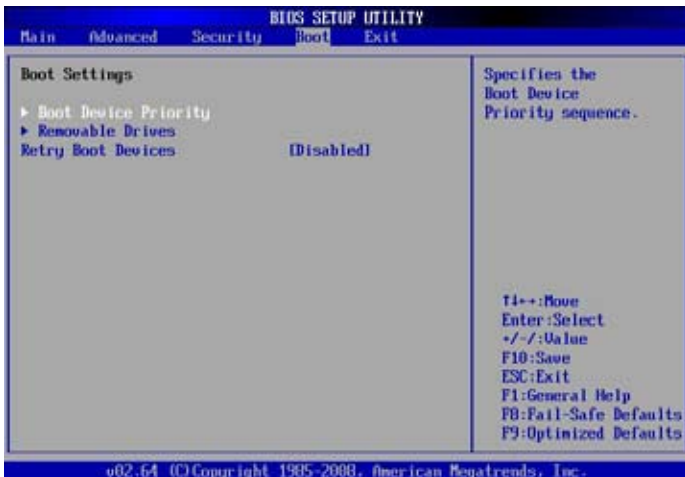 BIOS SETUP UTILITY
Main Advanced Security Boot Exit
Boot Settings
▶ Boot Device Priority
▶ Removable Drives
Retry Boot Devices [Disabled]
Specifies the
Boot Device
Priority sequence.
↑↓←→:Move
Enter:Select
+/-/:Value
F10:Save
ESC:Exit
F1:General Help
F8:Fail-Safe Defaults
F9:Optimized Defaults
v02.64 (C)Copyright 1985-2008, American Megatrends, Inc.